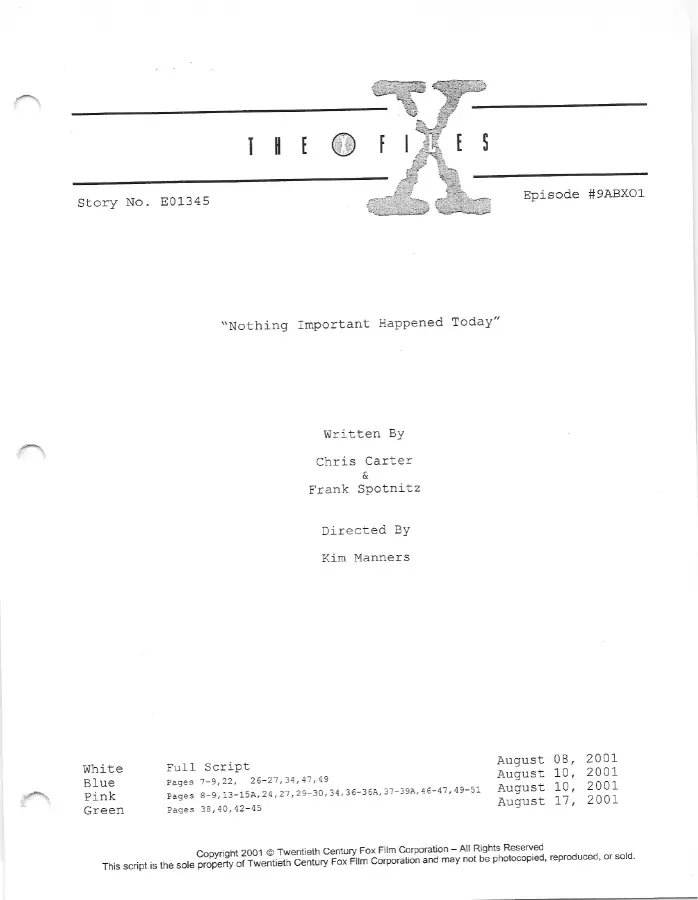 THE X FILES
Story No. E01345
Episode #9ABX01
"Nothing Important Happened Today"
Written By
Chris Carter
&
Frank Spotnitz
Directed By
Kim Manners
White Full Script August 08, 2001
Blue Pages 7-9,22, 26-27,34,47,49 August 10, 2001
Pink Pages 8-9,13-15A,24,27,29-30,34,36-36A,37-39A,46-47,49-51 August 10, 2001
Green Pages 38,40,42-45 August 17, 2001
Copyright 2001 © Twentieth Century Fox Film Corporation – All Rights Reserved
This script is the sole property of Twentieth Century Fox Film Corporation and may not be photocopied, reproduced, or sold.